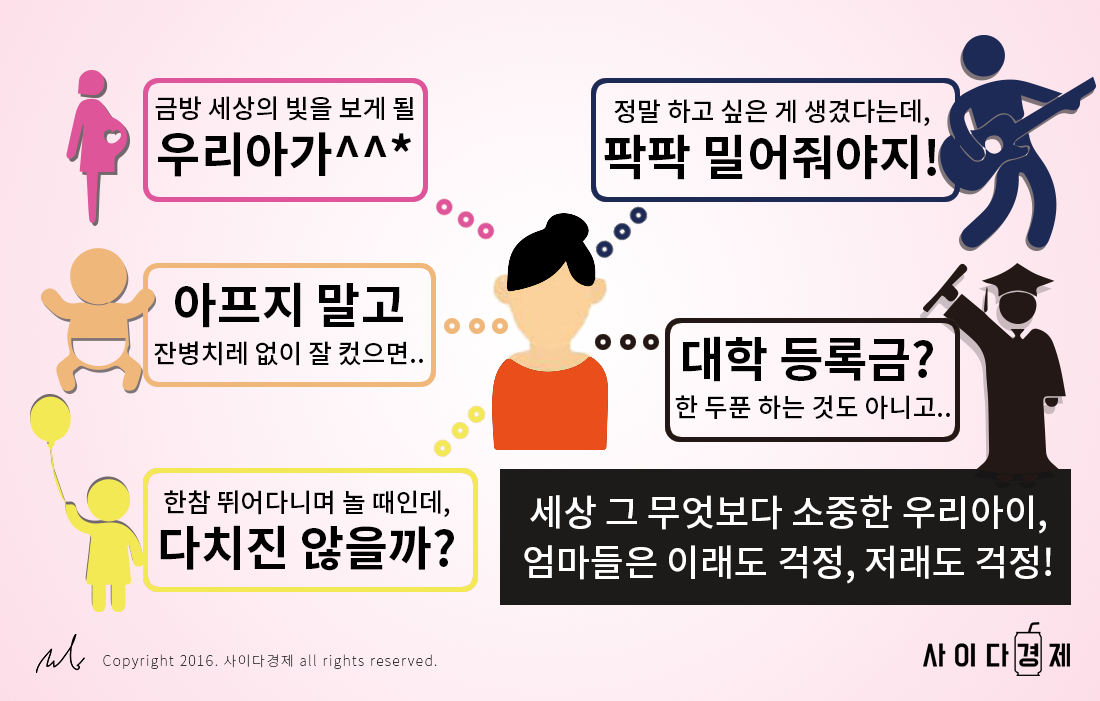 금방 세상의 빛을 보게 될
우리아가^^*
아프지 말고
잔병치레 없이 잘 컸으면..
한참 뛰어다니며 놀 때인데,
다치진 않을까?
정말 하고 싶은 게 생겼다는데,
팍팍 밀어줘야지!
대학 등록금?
한 두푼 하는 것도 아니고..
세상 그 무엇보다 소중한 우리아이,
엄마들은 이래도 걱정, 저래도 걱정!
Copyright 2016. 사이다경제 all rights reserved.
사이다경제